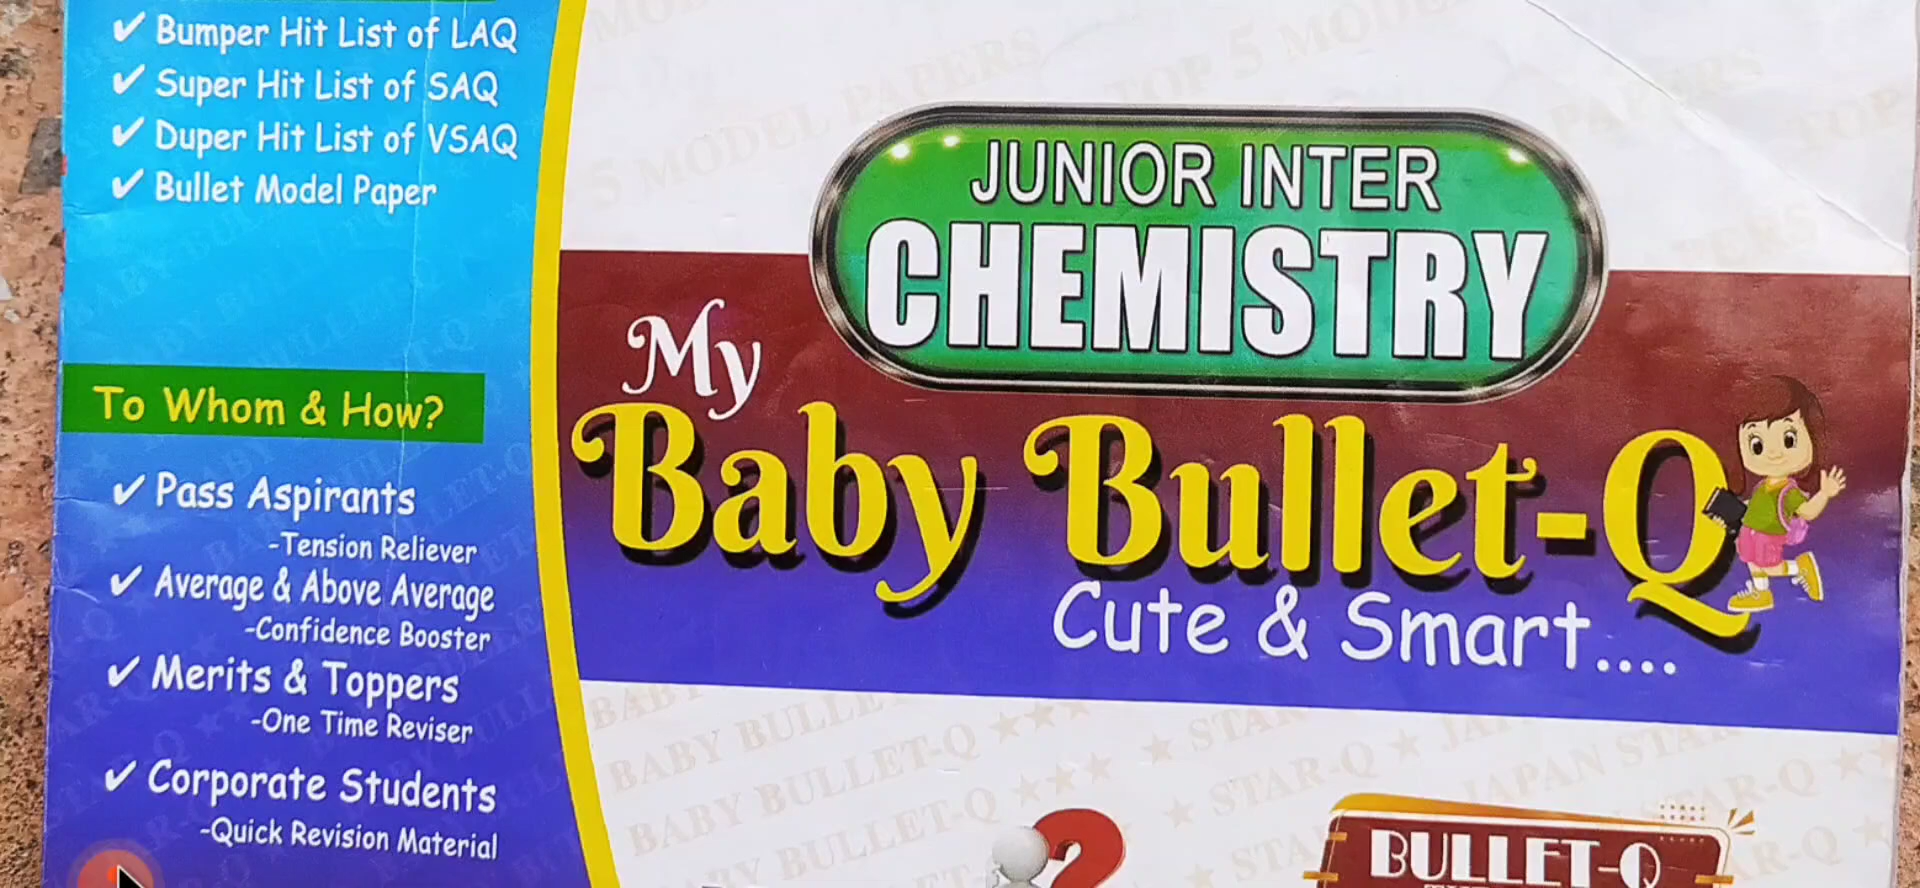 ✔ Bumper Hit List of LAQ
✔ Super Hit List of SAQ
✔ Duper Hit List of VSAQ
✔ Bullet Model Paper
To Whom & How?
✔ Pass Aspirants
-Tension Reliever
✔ Average & Above Average
-Confidence Booster
✔ Merits & Toppers
-One Time Reviser
✔ Corporate Students
-Quick Revision Material
5 MODEL PAPERS
TOP 5 MODEL
JUNIOR INTER
CHEMISTRY
My
Baby Bullet-Q
Cute & Smart....
BABY BULLET-Q ★★★ ★ STAR-Q ★ JAPAN STAR-Q ★★
?
BULLET-Q